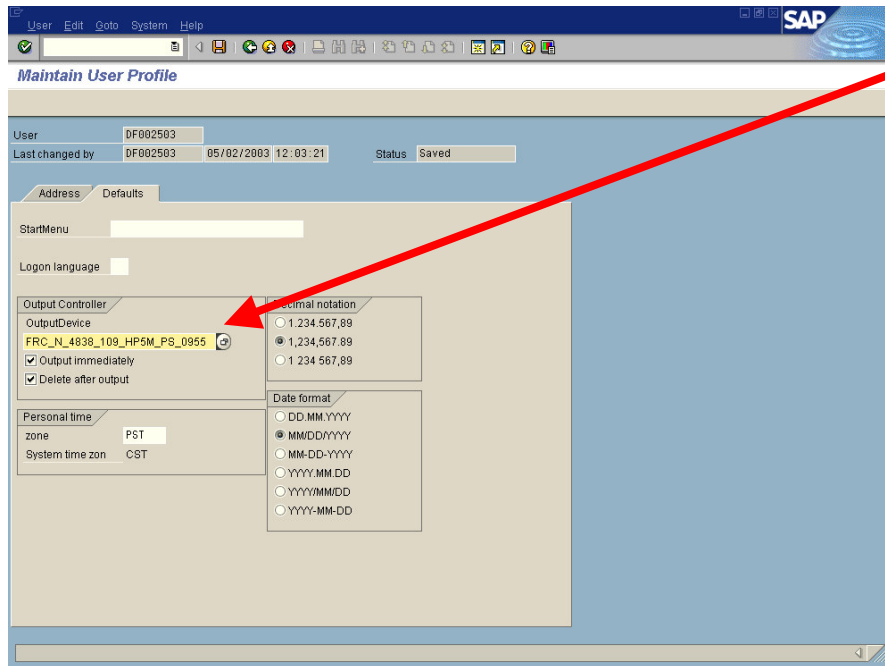 User Edit Goto System Help
SAP
Maintain User Profile
User DF002503
Last changed by DF002503 05/02/2003 12:03:21 Status Saved
Address Defaults
StartMenu
Logon language
Output Controller
OutputDevice
FRC_N_4838_109_HP5M_PS_0955
Output immediately
Delete after output
Personal time
zone PST
System time zon CST
Decimal notation
1.234.567,89
1,234,567.89
1 234 567,89
Date format
DD.MM.YYYY
MM/DD/YYYY
MM-DD-YYYY
YYYY.MM.DD
YYYY/MM/DD
YYYY-MM-DD